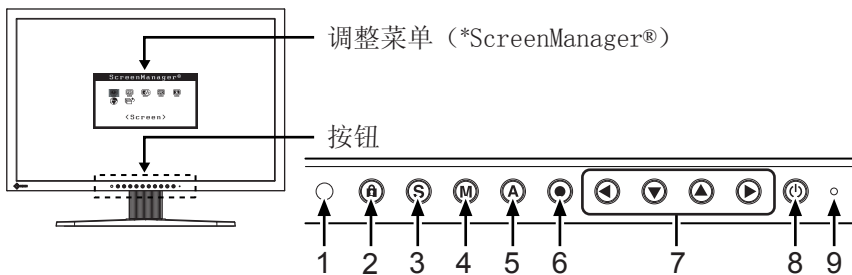 调整菜单（*ScreenManager®）
ScreenManager®
<Screen>
按钮
S M A
1 2 3 4 5 6 7 8 9